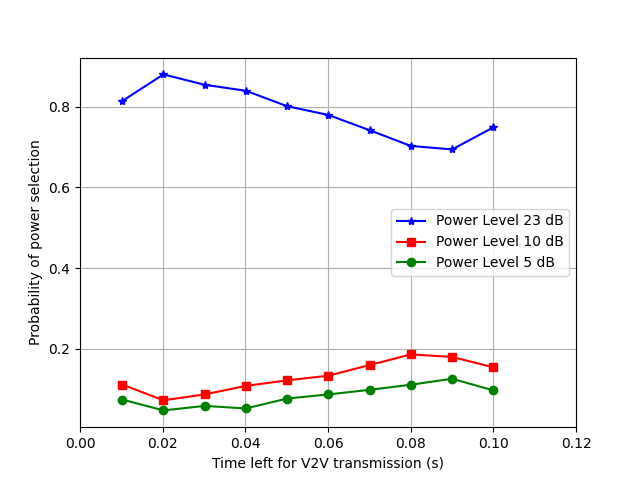 0.8
0.6
0.4
0.2
Probability of power selection
Power Level 23 dB
Power Level 10 dB
Power Level 5 dB
0.00 0.02 0.04 0.06 0.08 0.10 0.12
Time left for V2V transmission (s)